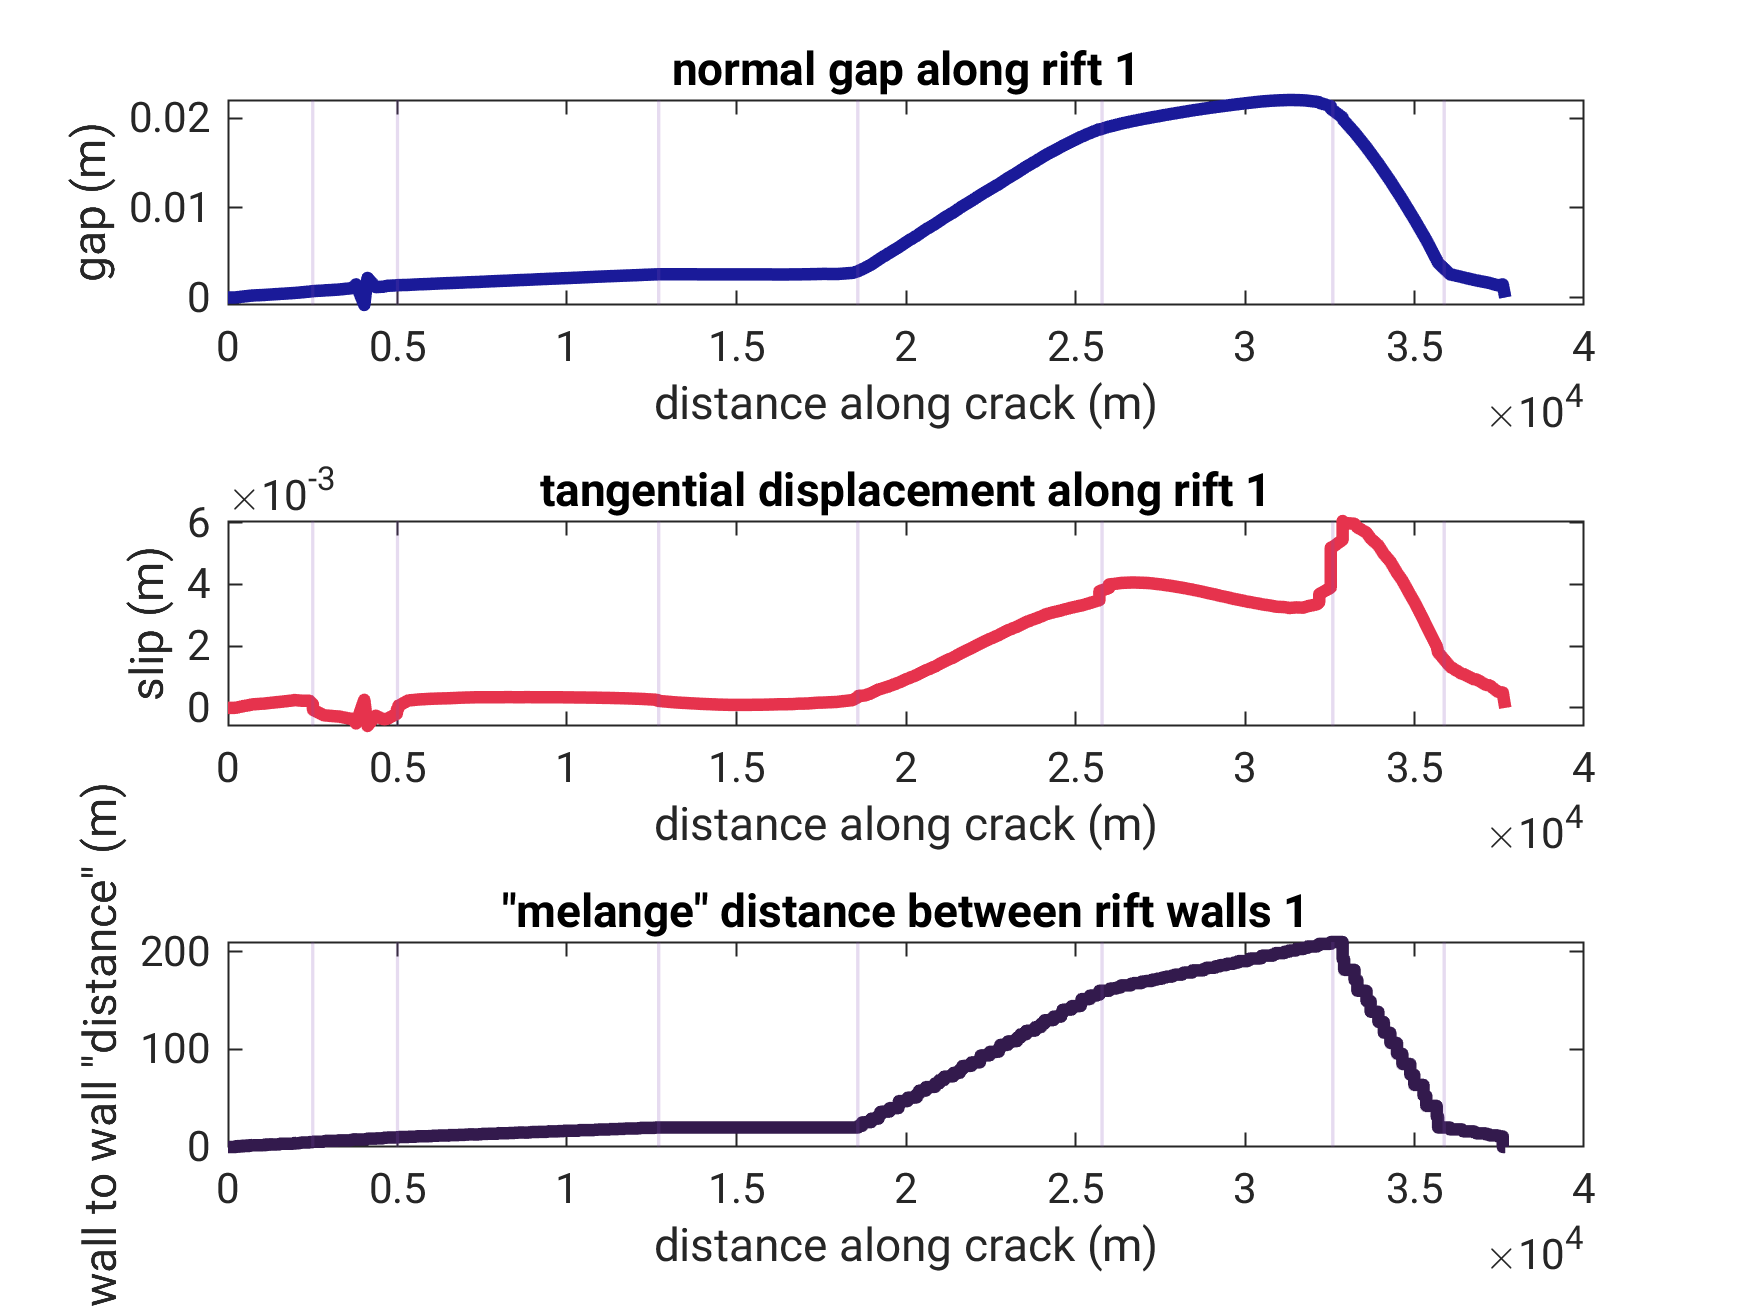 normal gap along rift 1
gap (m)
0.02
0.01
0
0 0.5 1 1.5 2 2.5 3 3.5 4
distance along crack (m)
×10^4
tangential displacement along rift 1
×10^-3
slip (m)
6
4
2
0
0 0.5 1 1.5 2 2.5 3 3.5 4
distance along crack (m)
×10^4
"melange" distance between rift walls 1
wall to wall "distance" (m)
200
100
0
0 0.5 1 1.5 2 2.5 3 3.5 4
distance along crack (m)
×10^4